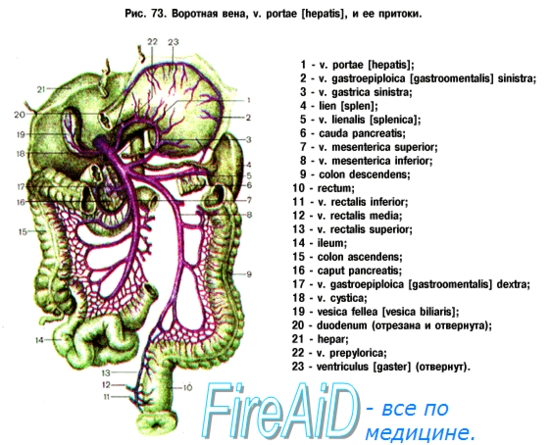 Рис. 73. Воротная вена, v. portae [hepatis], и ее притоки.
22 23
21
20
19
18
17
16
15
14
13
12
11
1
2
3
4
5
6
7
8
9
10
1 - v. portae [hepatis];
2 - v. gastroepiploica [gastroomentalis] sinistra;
3 - v. gastrica sinistra;
4 - lien [splen];
5 - v. lienalis [splenica];
6 - cauda pancreatis;
7 - v. mesenterica superior;
8 - v. mesenterica inferior;
9 - colon descendens;
10 - rectum;
11 - v. rectalis inferior;
12 - v. rectalis media;
13 - v. rectalis superior;
14 - ileum;
15 - colon ascendens;
16 - caput pancreatis;
17 - v. gastroepiploica [gastroomentalis] dextra;
18 - v. cystica;
19 - vesica fellea [vesica biliaris];
20 - duodenum (отрезана и отвернута);
21 - hepar;
22 - v. prepylorica;
23 - ventriculus [gaster] (отвернут).
FireAiD - все по
медицине.